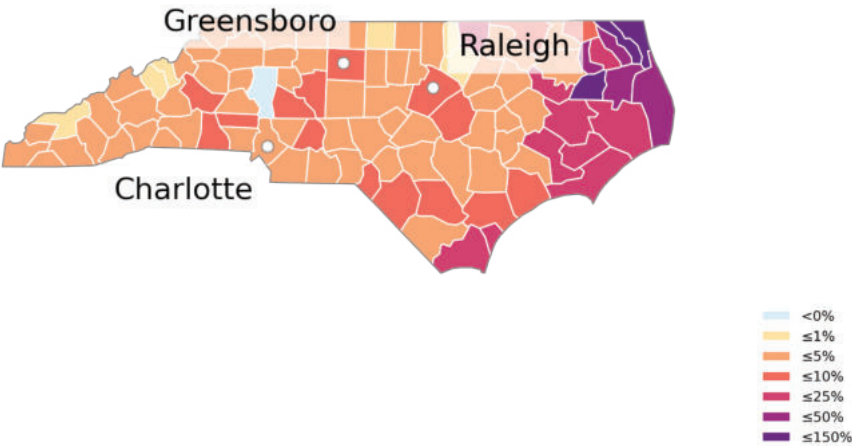 Greensboro
Raleigh
Charlotte
<0%
≤1%
≤5%
≤10%
≤25%
≤50%
≤150%